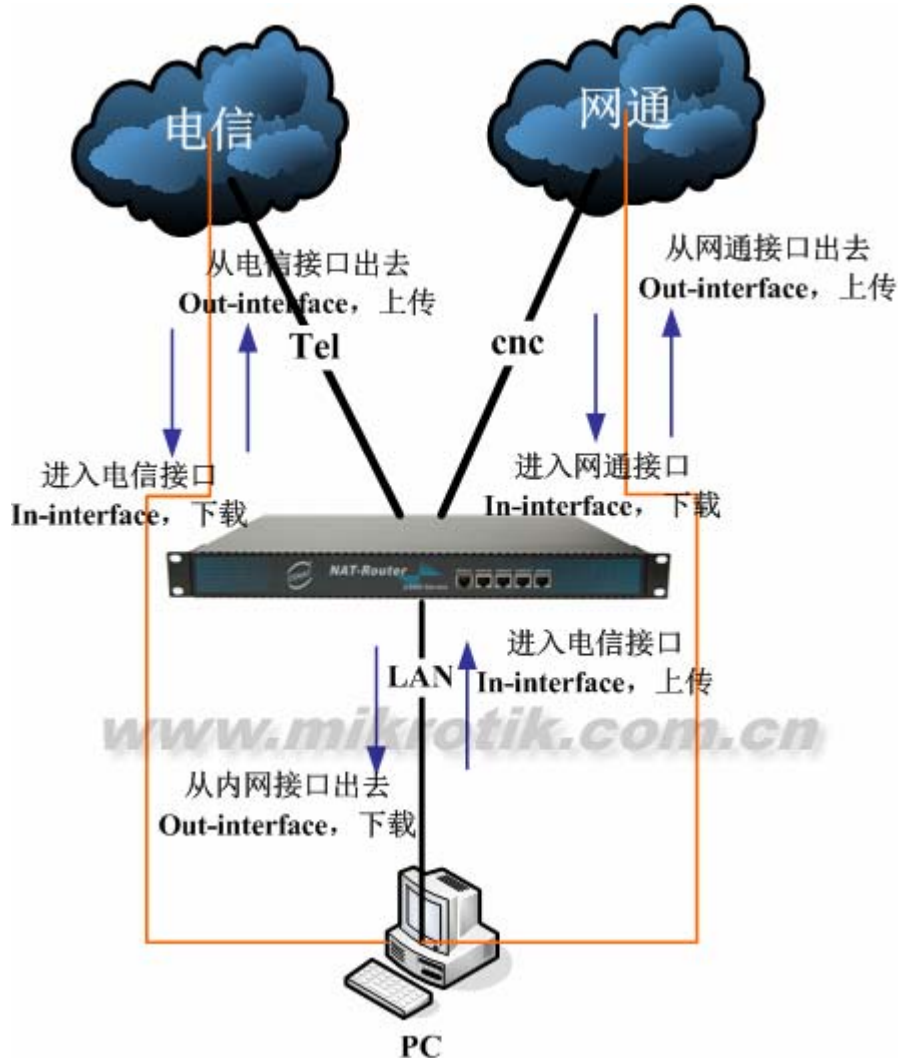 电信
网通
从电信接口出去
Out-interface，上传
从网通接口出去
Out-interface，上传
Tel
cnc
进入电信接口
In-interface，下载
进入网通接口
In-interface，下载
NAT-Router
进入电信接口
In-interface，上传
LAN
www.mikrotik.com.cn
从内网接口出去
Out-interface，下载
PC